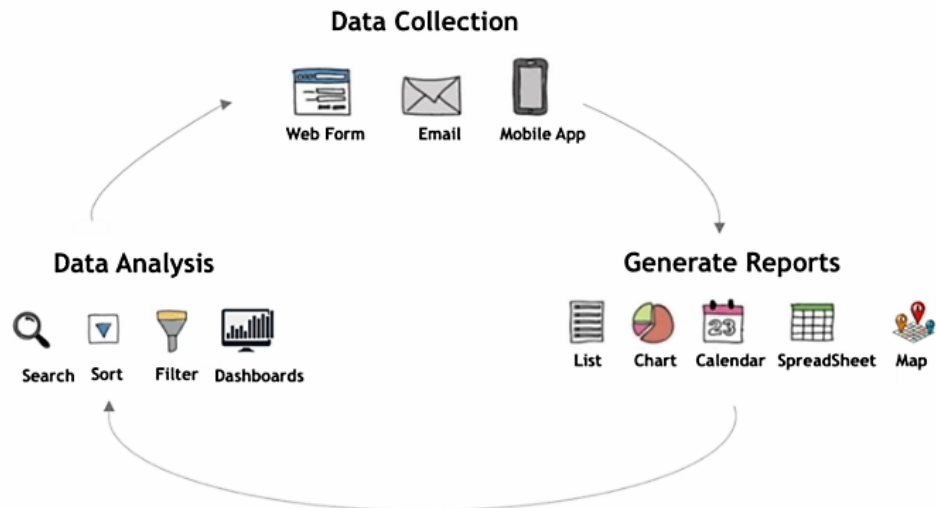 Data Collection
Web Form Email Mobile App
Data Analysis
Search Sort Filter Dashboards
Generate Reports
23
List Chart Calendar SpreadSheet Map